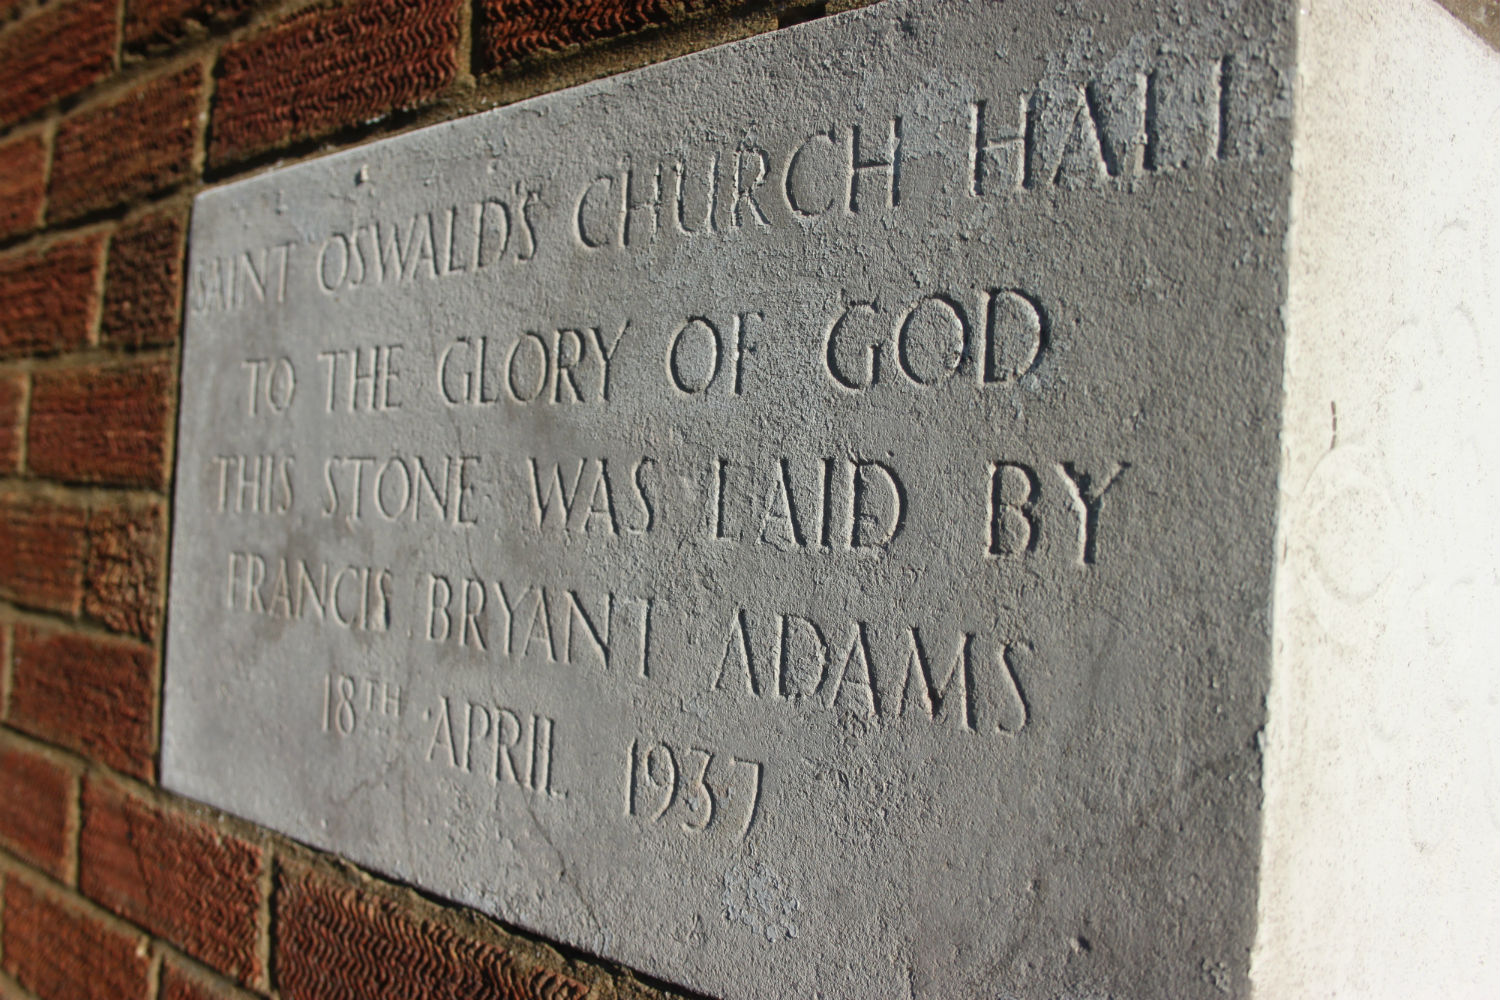 SAINT OSWALD'S CHURCH HALL
TO THE GLORY OF GOD
THIS STONE WAS LAID BY
FRANCIS BRYANT ADAMS
18TH APRIL 1937